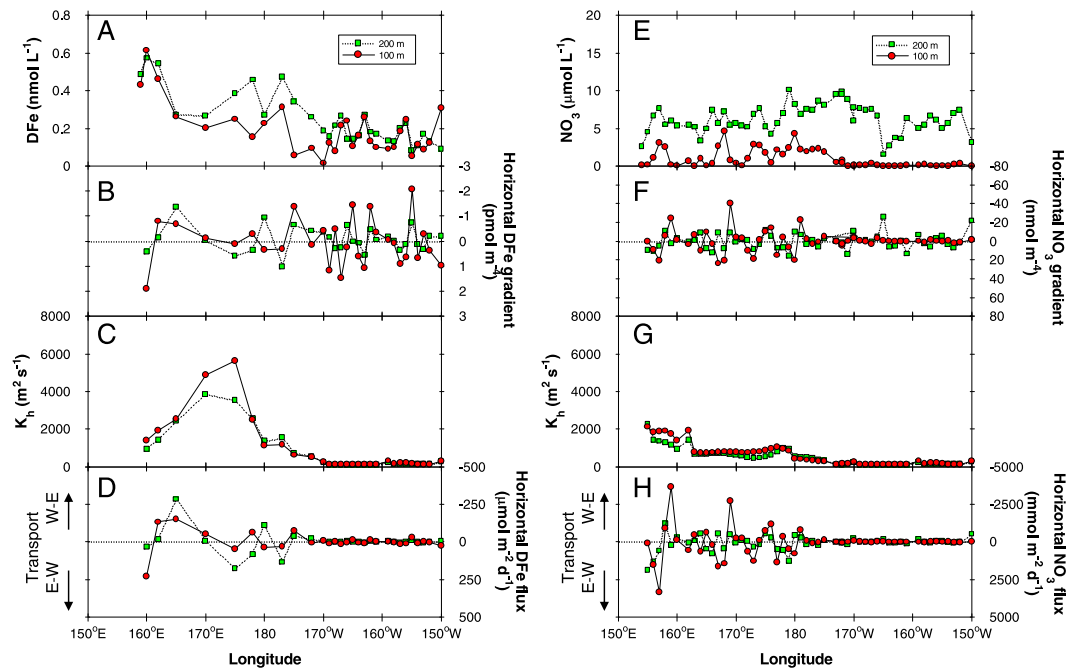 A
DFe (nmol L⁻¹)
0.8
0.6
0.4
0.2
0
200 m
100 m
B
Horizontal DFe gradient
(pmol m⁻⁴)
-3
-2
-1
0
1
2
3
C
K_h (m² s⁻¹)
8000
6000
4000
2000
0
D
Transport
E-W W-E
Horizontal DFe flux
(μmol m⁻² d⁻¹)
-500
-250
0
250
500
150°E 160°E 170°E 180 170°W 160°W 150°W
Longitude
E
NO₃ (μmol L⁻¹)
20
15
10
5
0
200 m
100 m
F
Horizontal NO₃ gradient
(nmol m⁻⁴)
-80
-60
-40
-20
0
20
40
60
80
G
K_h (m² s⁻¹)
8000
6000
4000
2000
0
H
Transport
E-W W-E
Horizontal NO₃ flux
(mmol m⁻² d⁻¹)
-5000
-2500
0
2500
5000
150°E 160°E 170°E 180 170°W 160°W 150°W
Longitude